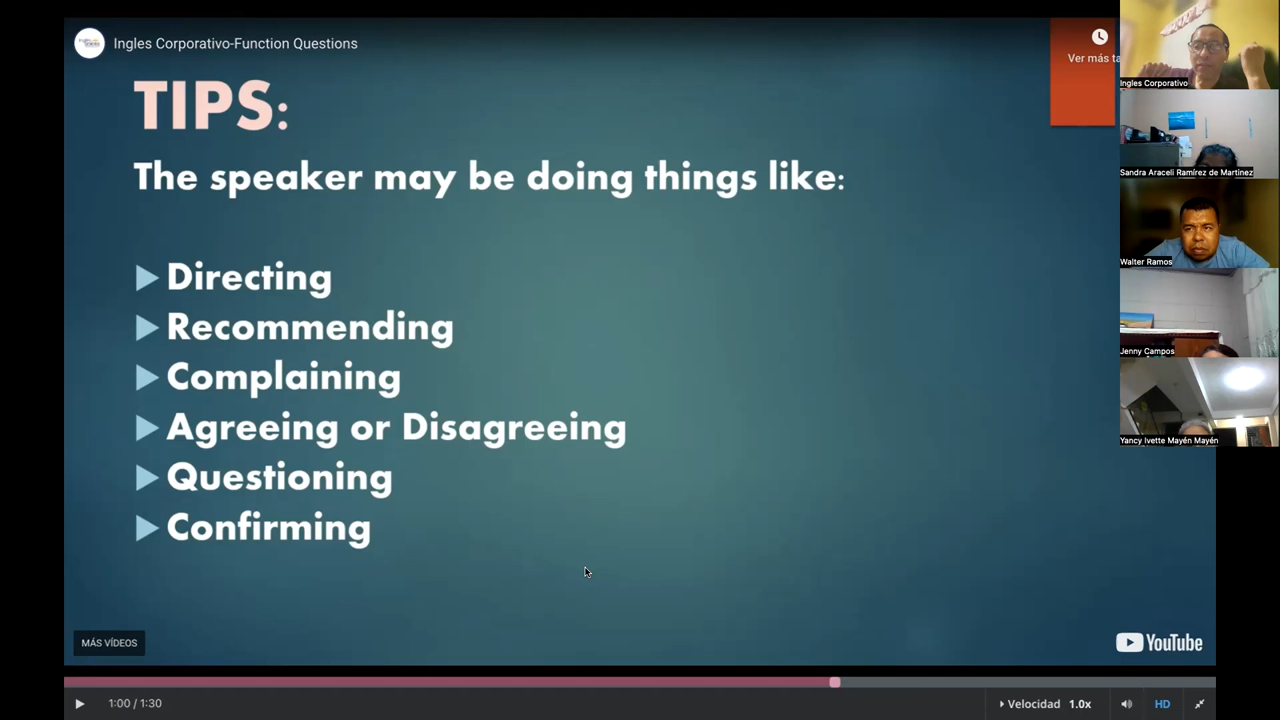 Ingles Corporativo-Function Questions
Ver más ta
TIPS:
The speaker may be doing things like:
Directing
Recommending
Complaining
Agreeing or Disagreeing
Questioning
Confirming
MÁS VÍDEOS
YouTube
1:00 / 1:30
Velocidad 1.0x
HD
Ingles Corporativo
Sandra Araceli Ramírez de Martinez
Walter Ramos
Jenny Campos
Yancy Ivette Mayén Mayén